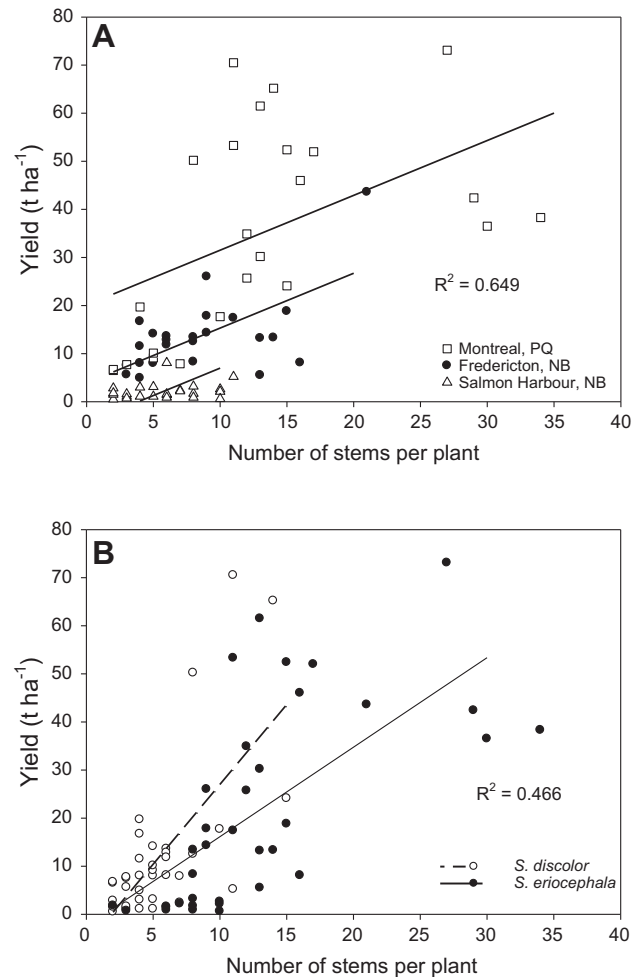 A
80
70
60
50
40
30
20
10
0
Yield (t ha⁻¹)
R² = 0.649
Montreal, PQ
Fredericton, NB
Salmon Harbour, NB
0 5 10 15 20 25 30 35 40
Number of stems per plant
B
80
70
60
50
40
30
20
10
0
Yield (t ha⁻¹)
R² = 0.466
S. discolor
S. eriocephala
0 5 10 15 20 25 30 35 40
Number of stems per plant